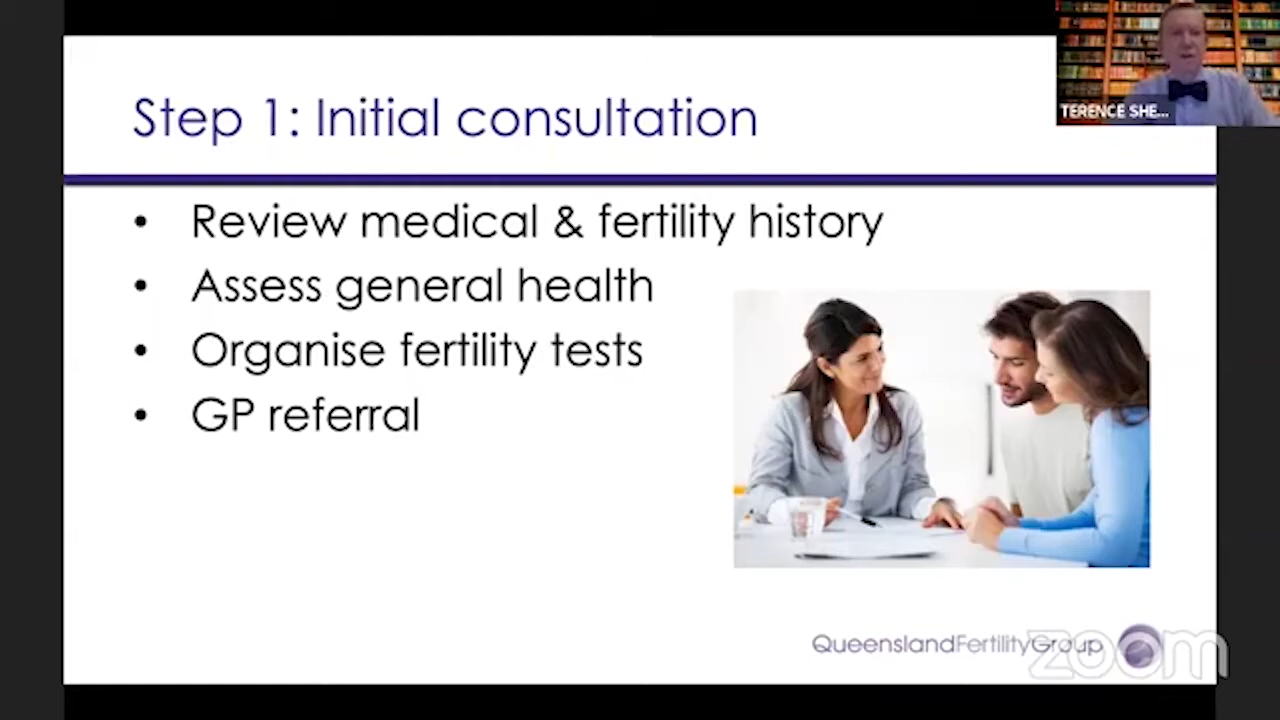 Step 1: Initial consultation
TERENCE SHE...
• Review medical & fertility history
• Assess general health
• Organise fertility tests
• GP referral
QueenslandFertilityGroup
zoom